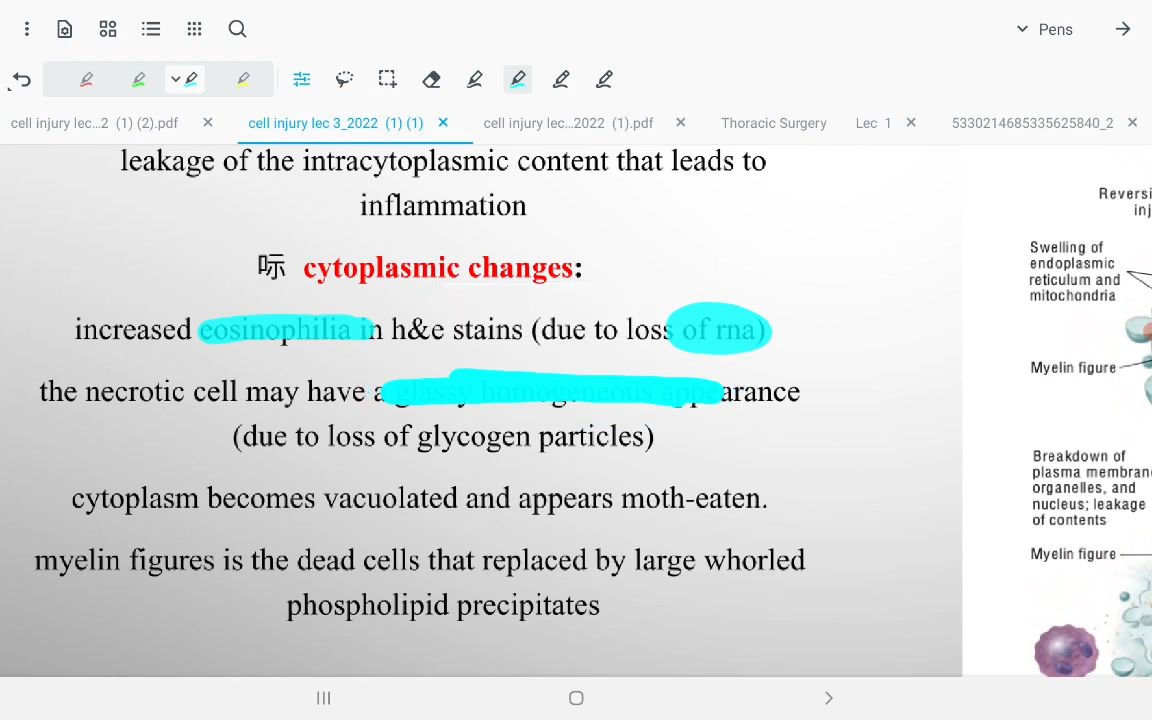 Pens
cell injury lec...2 (1) (2).pdf
cell injury lec 3_2022 (1) (1)
cell injury lec...2022 (1).pdf
Thoracic Surgery
Lec 1
5330214685335625840_2
leakage of the intracytoplasmic content that leads to
inflammation
呩 cytoplasmic changes:
increased eosinophilia in h&e stains (due to loss of rna)
the necrotic cell may have a glassy homogeneous appearance
(due to loss of glycogen particles)
cytoplasm becomes vacuolated and appears moth-eaten.
myelin figures is the dead cells that replaced by large whorled
phospholipid precipitates
Swelling of
endoplasmic
reticulum and
mitochondria
Myelin figure
Breakdown of
plasma
organelles, and
nucleus; leakage
of contents
Myelin figure